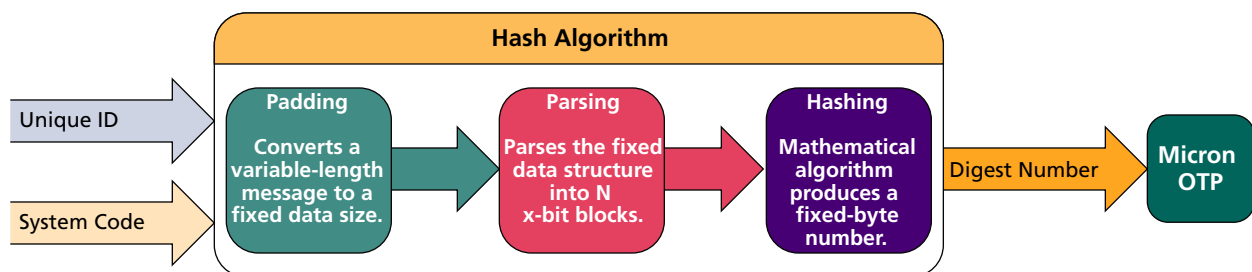 Hash Algorithm
Unique ID
System Code
Padding
Converts a
variable-length
message to a
fixed data size.
Parsing
Parses the fixed
data structure
into N
x-bit blocks.
Hashing
Mathematical
algorithm
produces a
fixed-byte
number.
Digest Number
Micron
OTP